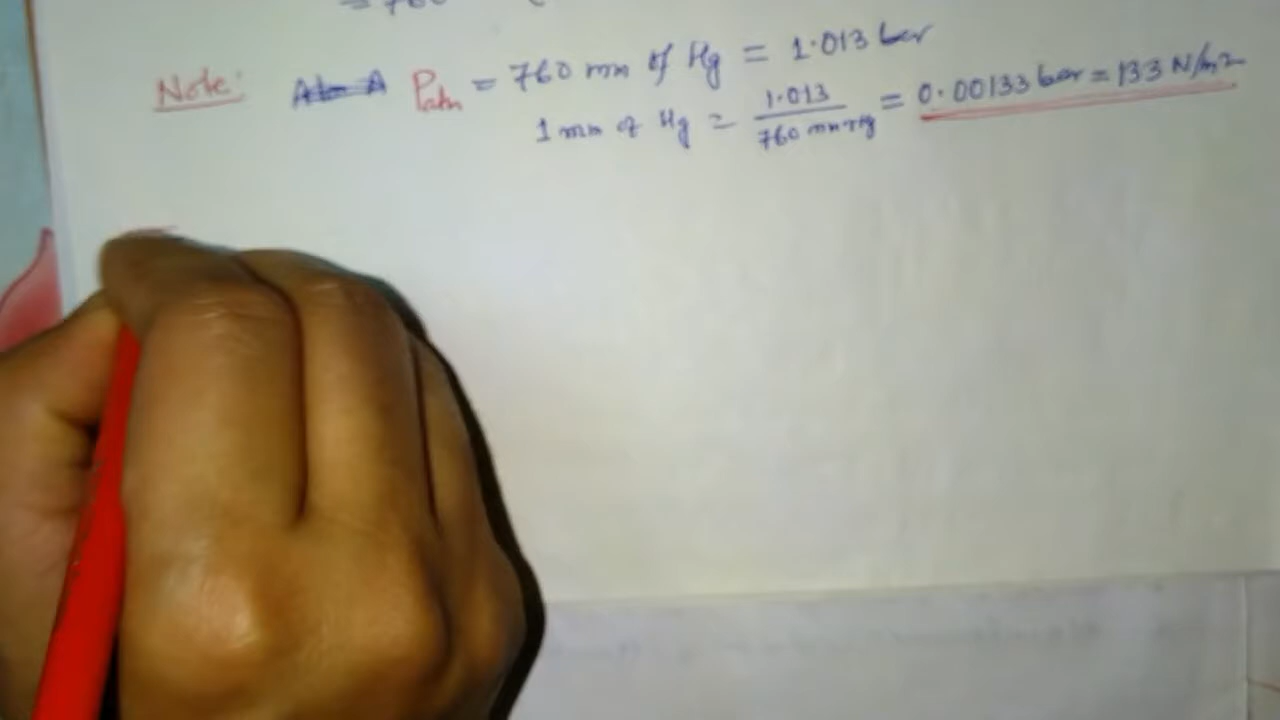 = 760
Note: Patm = 760 mm of Hg = 1.013 bar
1 mm of Hg = 1.013 / 760 mm Hg = 0.00133 bar = 133 N/m2